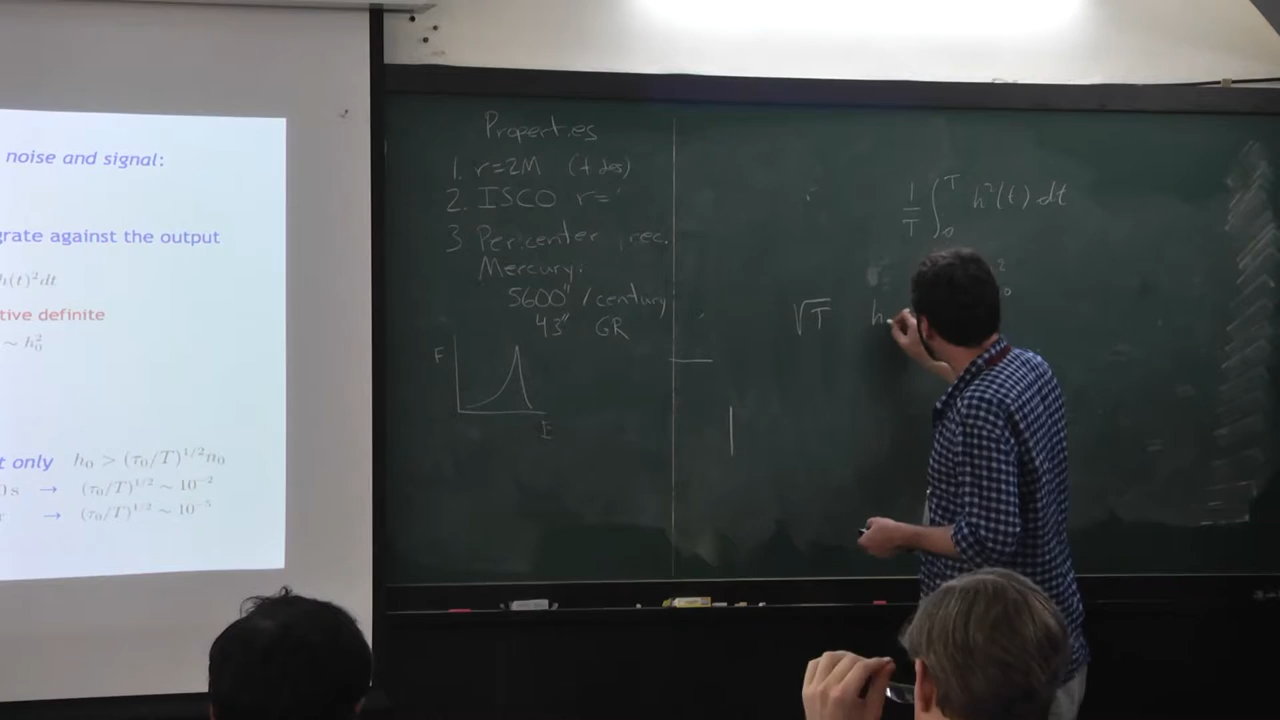 noise and signal:
grate against the output
h(t)²dt
tive definite
~ h₀²
t only h₀ > (τ₀/T)^1/2 n₀
0 s → (τ₀/T)^1/2 ~ 10⁻²
r → (τ₀/T)^1/2 ~ 10⁻⁵
Properties
1. r=2M
2. ISCO r=
3 Pericenter
Mercury:
5600" / century
43" GR
F
E
1/T ∫₀^T h²(t) dt
√T h